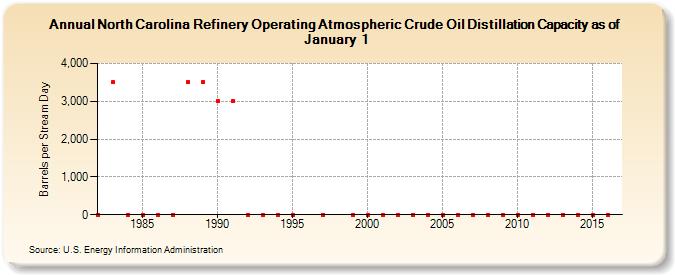 Annual North Carolina Refinery Operating Atmospheric Crude Oil Distillation Capacity as of
January 1
Barrels per Stream Day
4,000
3,000
2,000
1,000
0
1985 1990 1995 2000 2005 2010 2015
Source: U.S. Energy Information Administration